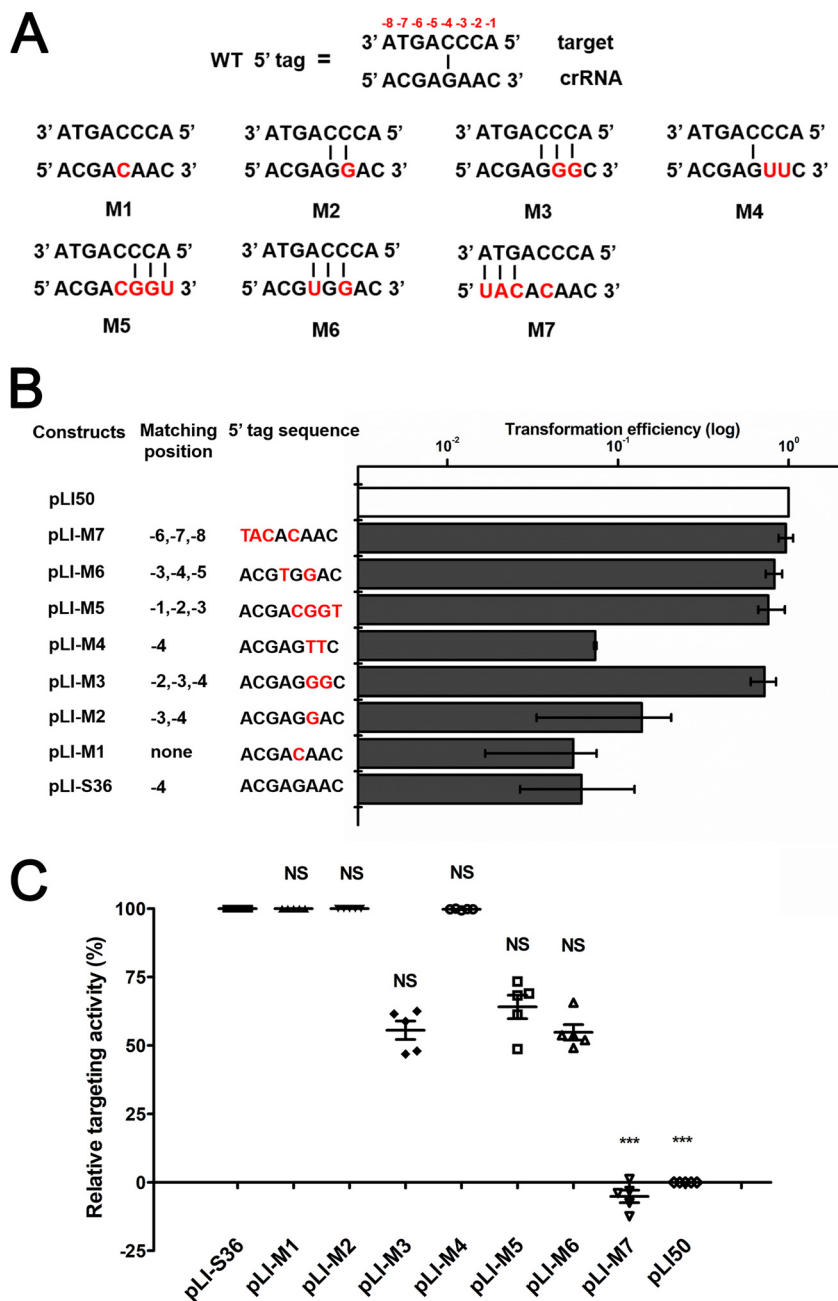 A
-8 -7 -6 -5 -4 -3 -2 -1
3’ ATGACCCA 5’ target
WT 5’ tag =
5’ ACGAGAAC 3’ crRNA
3’ ATGACCCA 5’ 3’ ATGACCCA 5’ 3’ ATGACCCA 5’ 3’ ATGACCCA 5’
5’ ACGACAAC 3’ 5’ ACGAGGAC 3’ 5’ ACGAGGGC 3’ 5’ ACGAGUUC 3’
M1 M2 M3 M4
3’ ATGACCCA 5’ 3’ ATGACCCA 5’ 3’ ATGACCCA 5’
5’ ACGACGGU 3’ 5’ ACGUGGAC 3’ 5’ UACACAAC 3’
M5 M6 M7
B
Constructs Matching position 5’ tag sequence Transformation efficiency (log)
10-2 10-1 100
pLI50
pLI-M7 -6,-7,-8 TACACAAC
pLI-M6 -3,-4,-5 ACGTGGAC
pLI-M5 -1,-2,-3 ACGACGGT
pLI-M4 -4 ACGAGTTC
pLI-M3 -2,-3,-4 ACGAGGGC
pLI-M2 -3,-4 ACGAGGAC
pLI-M1 none ACGACAAC
pLI-S36 -4 ACGAGAAC
C
NS NS NS NS NS NS *** ***
Relative targeting activity (%)
100
75
50
25
0
-25
pLI-S36 pLI-M1 pLI-M2 pLI-M3 pLI-M4 pLI-M5 pLI-M6 pLI-M7 pLI50